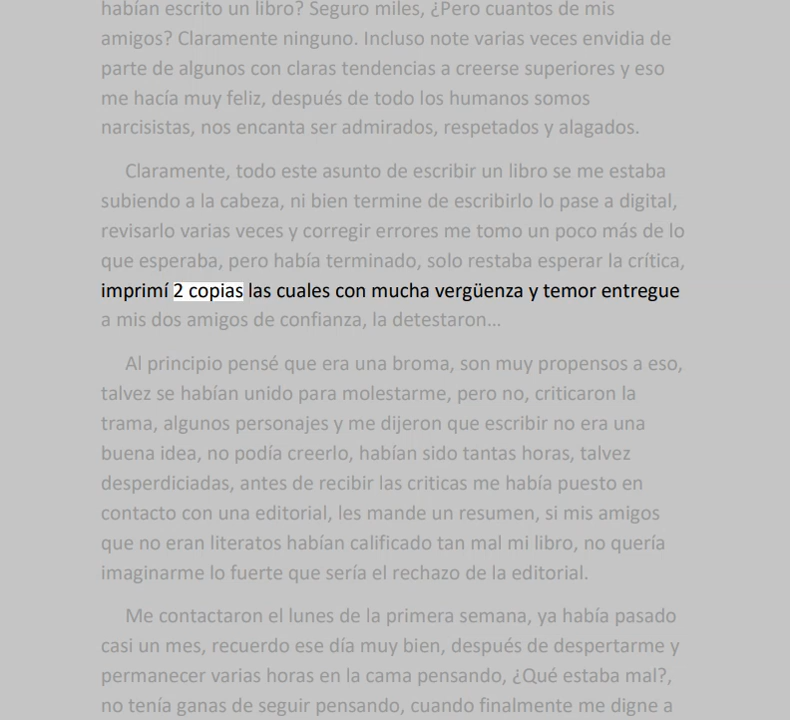 habían escrito un libro? Seguro miles, ¿Pero cuantos de mis
amigos? Claramente ninguno. Incluso note varias veces envidia de
parte de algunos con claras tendencias a creerse superiores y eso
me hacía muy feliz, después de todo los humanos somos
narcisistas, nos encanta ser admirados, respetados y alagados.
Claramente, todo este asunto de escribir un libro se me estaba
subiendo a la cabeza, ni bien termine de escribirlo lo pase a digital,
revisarlo varias veces y corregir errores me tomo un poco más de lo
que esperaba, pero había terminado, solo restaba esperar la crítica,
imprimí 2 copias las cuales con mucha vergüenza y temor entregue
a mis dos amigos de confianza, la detestaron...
Al principio pensé que era una broma, son muy propensos a eso,
talvez se habían unido para molestarme, pero no, criticaron la
trama, algunos personajes y me dijeron que escribir no era una
buena idea, no podía creerlo, habían sido tantas horas, talvez
desperdiciadas, antes de recibir las criticas me había puesto en
contacto con una editorial, les mande un resumen, si mis amigos
que no eran literatos habían calificado tan mal mi libro, no quería
imaginarme lo fuerte que sería el rechazo de la editorial.
Me contactaron el lunes de la primera semana, ya había pasado
casi un mes, recuerdo ese día muy bien, después de despertarme y
permanecer varias horas en la cama pensando, ¿Qué estaba mal?,
no tenía ganas de seguir pensando, cuando finalmente me digne a